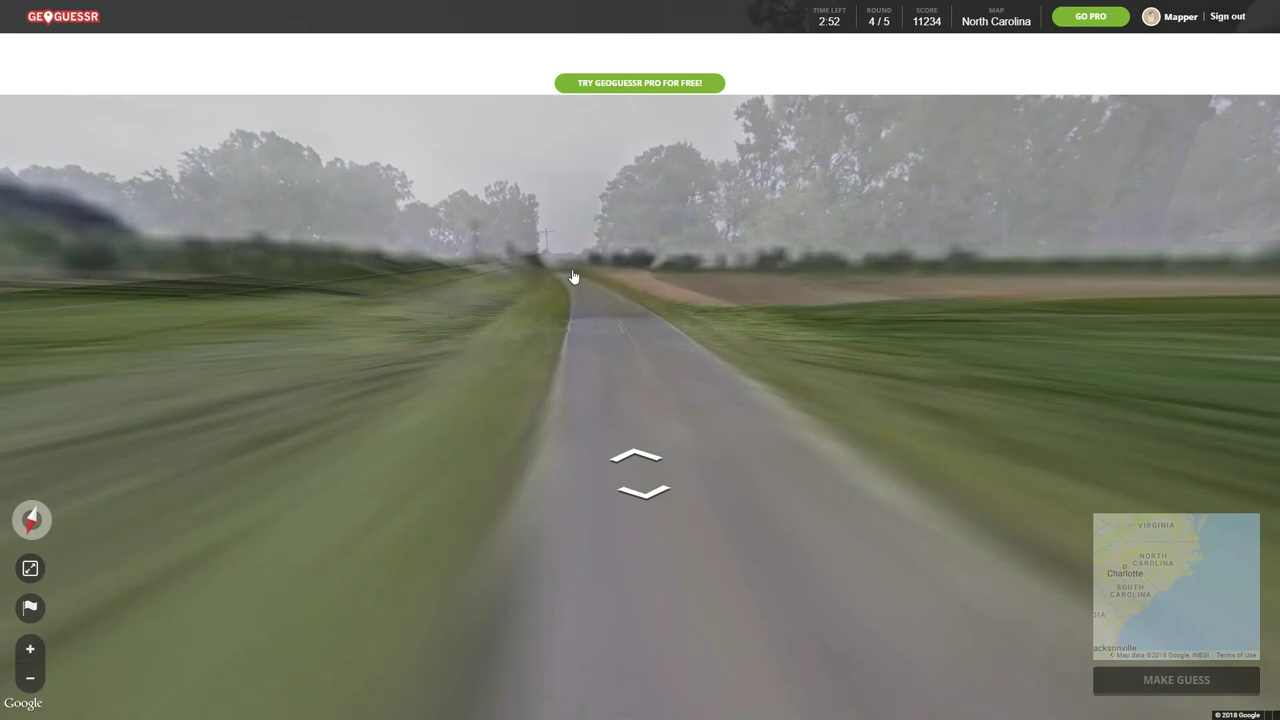 GEOGUESSR
TIME LEFT
2:52
ROUND
4 / 5
SCORE
11234
MAP
North Carolina
GO PRO
Mapper | Sign out
TRY GEOGUESSR PRO FOR FREE!
VIRGINIA
NORTH
CAROLINA
Charlotte
SOUTH
CAROLINA
GIA
acksonville
© Map data ©2018 Google, INEGI Terms of Use
MAKE GUESS
Google
© 2018 Google